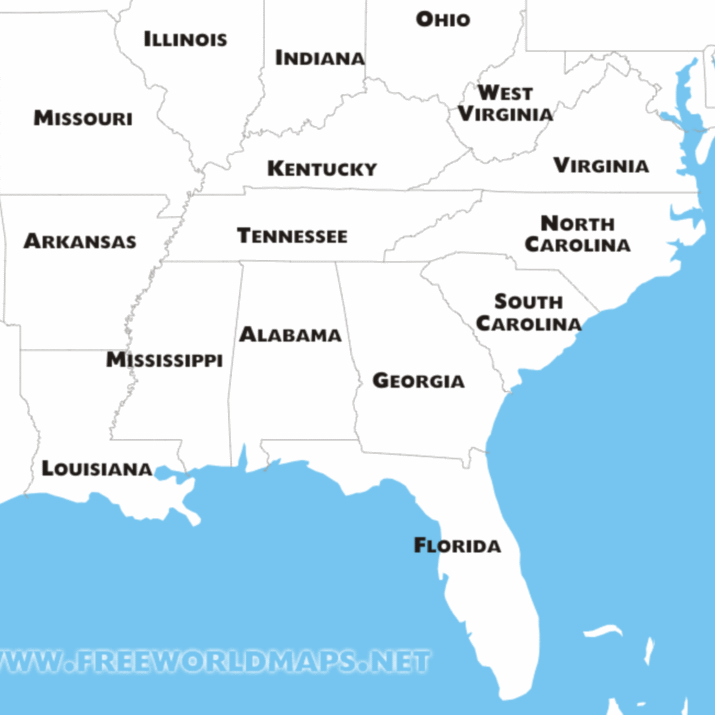 OHIO
ILLINOIS
INDIANA
WEST
VIRGINIA
MISSOURI
VIRGINIA
KENTUCKY
NORTH
CAROLINA
TENNESSEE
ARKANSAS
SOUTH
CAROLINA
ALABAMA
MISSISSIPPI
GEORGIA
LOUISIANA
FLORIDA
WWW.FREEWORLDMAPS.NET